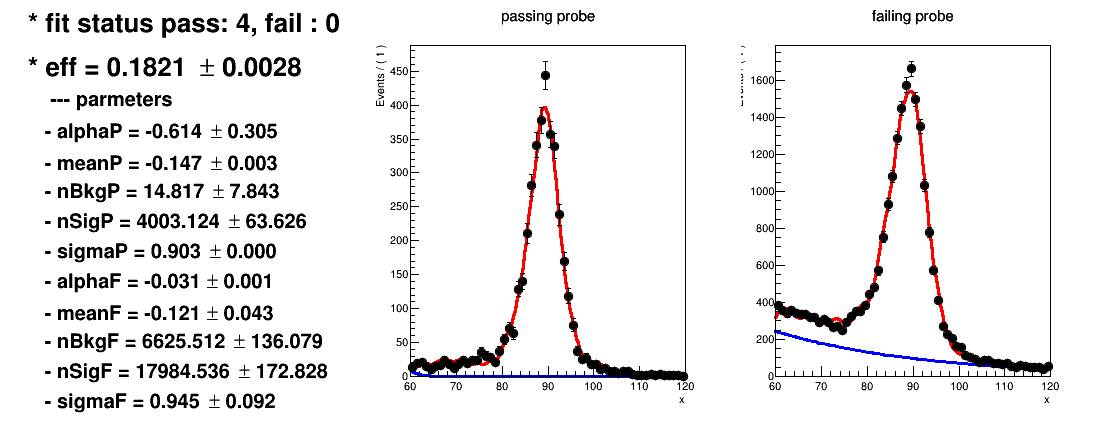 * fit status pass: 4, fail : 0
* eff = 0.1821 ± 0.0028
--- parmeters
- alphaP = -0.614 ± 0.305
- meanP = -0.147 ± 0.003
- nBkgP = 14.817 ± 7.843
- nSigP = 4003.124 ± 63.626
- sigmaP = 0.903 ± 0.000
- alphaF = -0.031 ± 0.001
- meanF = -0.121 ± 0.043
- nBkgF = 6625.512 ± 136.079
- nSigF = 17984.536 ± 172.828
- sigmaF = 0.945 ± 0.092
passing probe
Events / ( 1 )
450
400
350
300
250
200
150
100
50
0
60 70 80 90 100 110 120
x
failing probe
1600
1400
1200
1000
800
600
400
200
0
60 70 80 90 100 110 120
x